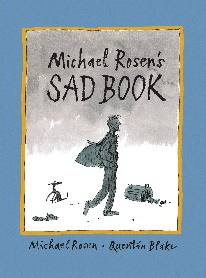 Michael Rosen's
SAD BOOK
Michael Rosen · Quentin Blake